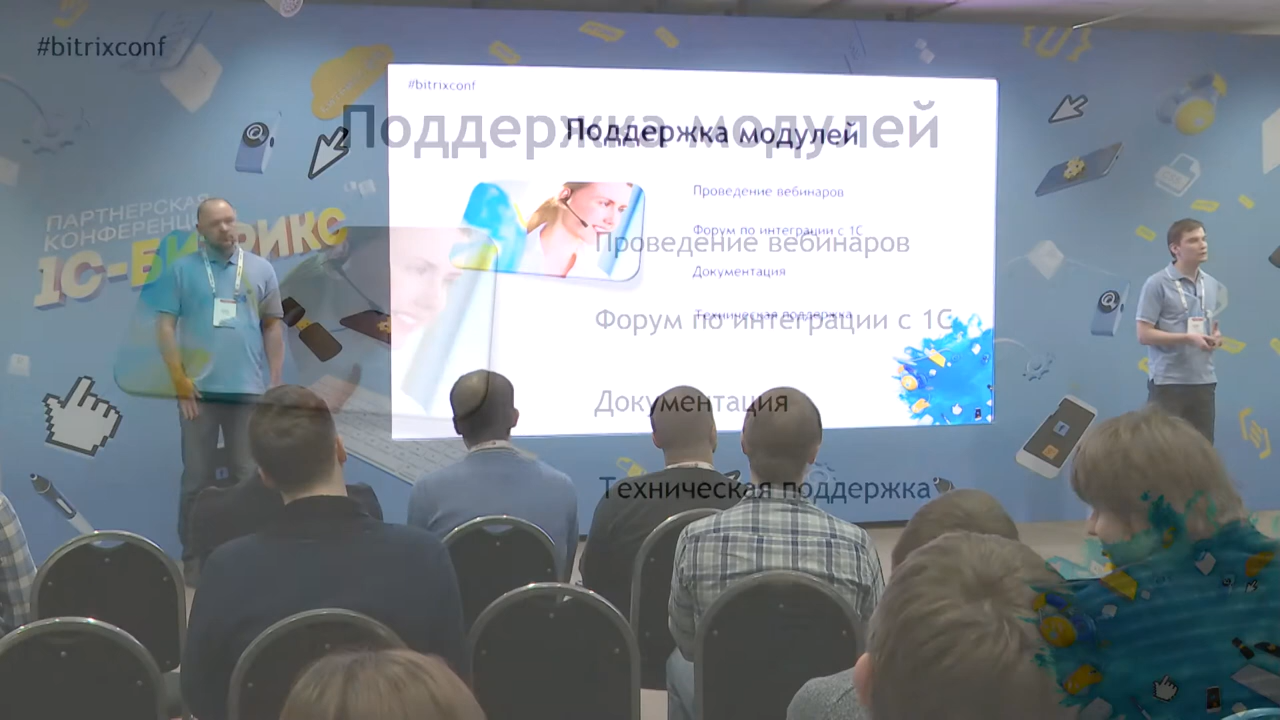 #bitrixconf
#bitrixconf
Поддержка модулей
Поддержка модулей
Проведение вебинаров
Форум по интеграции с 1С
Документация
Техническая поддержка
Проведение вебинаров
Форум по интеграции с 1С
Документация
Техническая поддержка
ПАРТНЕРСКАЯ
КОНФЕРЕНЦИЯ
1С-БИТРИКС